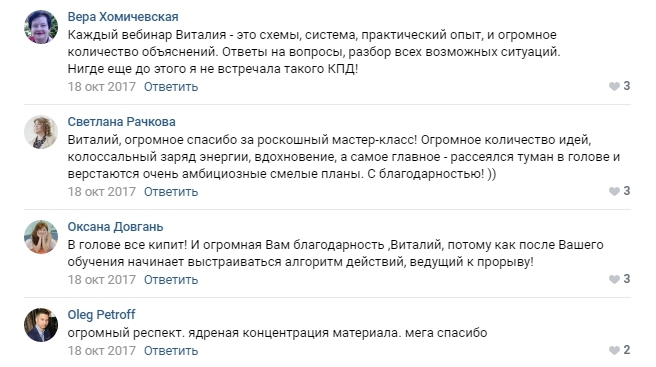 Вера Хомичевская
Каждый вебинар Виталия - это схемы, система, практический опыт, и огромное
количество объяснений. Ответы на вопросы, разбор всех возможных ситуаций.
Нигде еще до этого я не встречала такого КПД!
18 окт 2017 Ответить 3
Светлана Рачкова
Виталий, огромное спасибо за роскошный мастер-класс! Огромное количество идей,
колоссальный заряд энергии, вдохновение, а самое главное - рассеялся туман в голове и
верстаются очень амбициозные смелые планы. С благодарностью! ))
18 окт 2017 Ответить 3
Оксана Довгань
В голове все кипит! И огромная Вам благодарность ,Виталий, потому как после Вашего
обучения начинает выстраиваться алгоритм действий, ведущий к прорыву!
18 окт 2017 Ответить 3
Oleg Petroff
огромный респект. ядреная концентрация материала. мега спасибо
18 окт 2017 Ответить 2